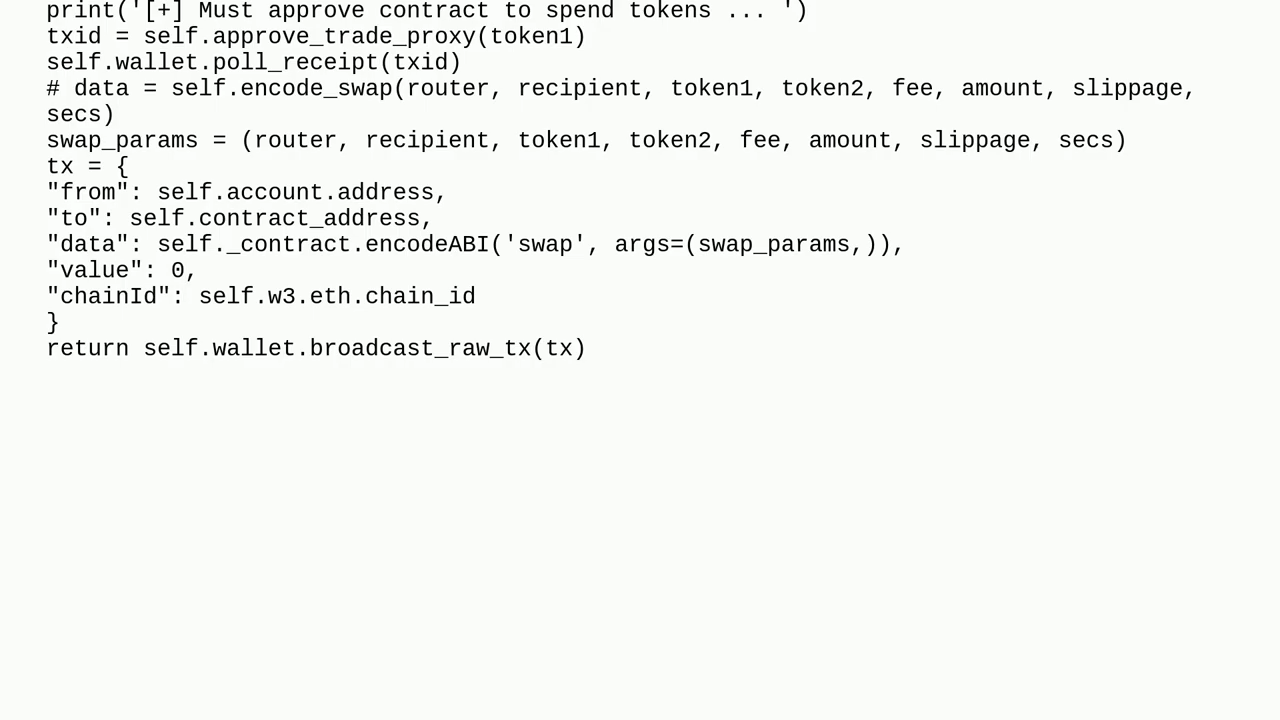 print('[+] Must approve contract to spend tokens ... ')
txid = self.approve_trade_proxy(token1)
self.wallet.poll_receipt(txid)
# data = self.encode_swap(router, recipient, token1, token2, fee, amount, slippage,
secs)
swap_params = (router, recipient, token1, token2, fee, amount, slippage, secs)
tx = {
"from": self.account.address,
"to": self.contract_address,
"data": self._contract.encodeABI('swap', args=(swap_params,)),
"value": 0,
"chainId": self.w3.eth.chain_id
}
return self.wallet.broadcast_raw_tx(tx)